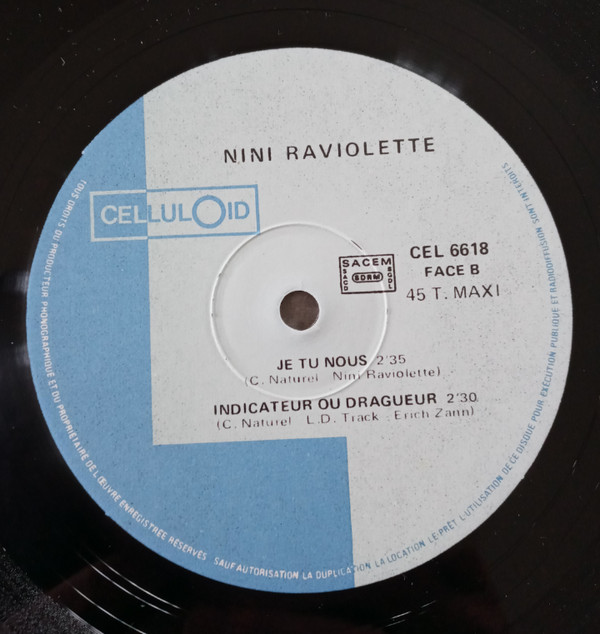 NINI RAVIOLETTE
CELLULOID
SACEM
SACD
SDRM
SGDL
CEL 6618
FACE B
45 T. MAXI
JE TU NOUS 2'35
(C. Naturel Nini Raviolette)
INDICATEUR OU DRAGUEUR 2'30
(C. Naturel L.D. Track : Erich Zann)
TOUS DROITS DU PRODUCTEUR PHONOGRAPHIQUE ET DU PROPRIÉTAIRE DE L'ŒUVRE ENREGISTRÉE RÉSERVÉS SAUF AUTORISATION LA DUPLICATION LA LOCATION LE PRÊT L'UTILISATION DE CE DISQUE POUR EXÉCUTION PUBLIQUE ET RADIODIFFUSION SONT INTERDITS